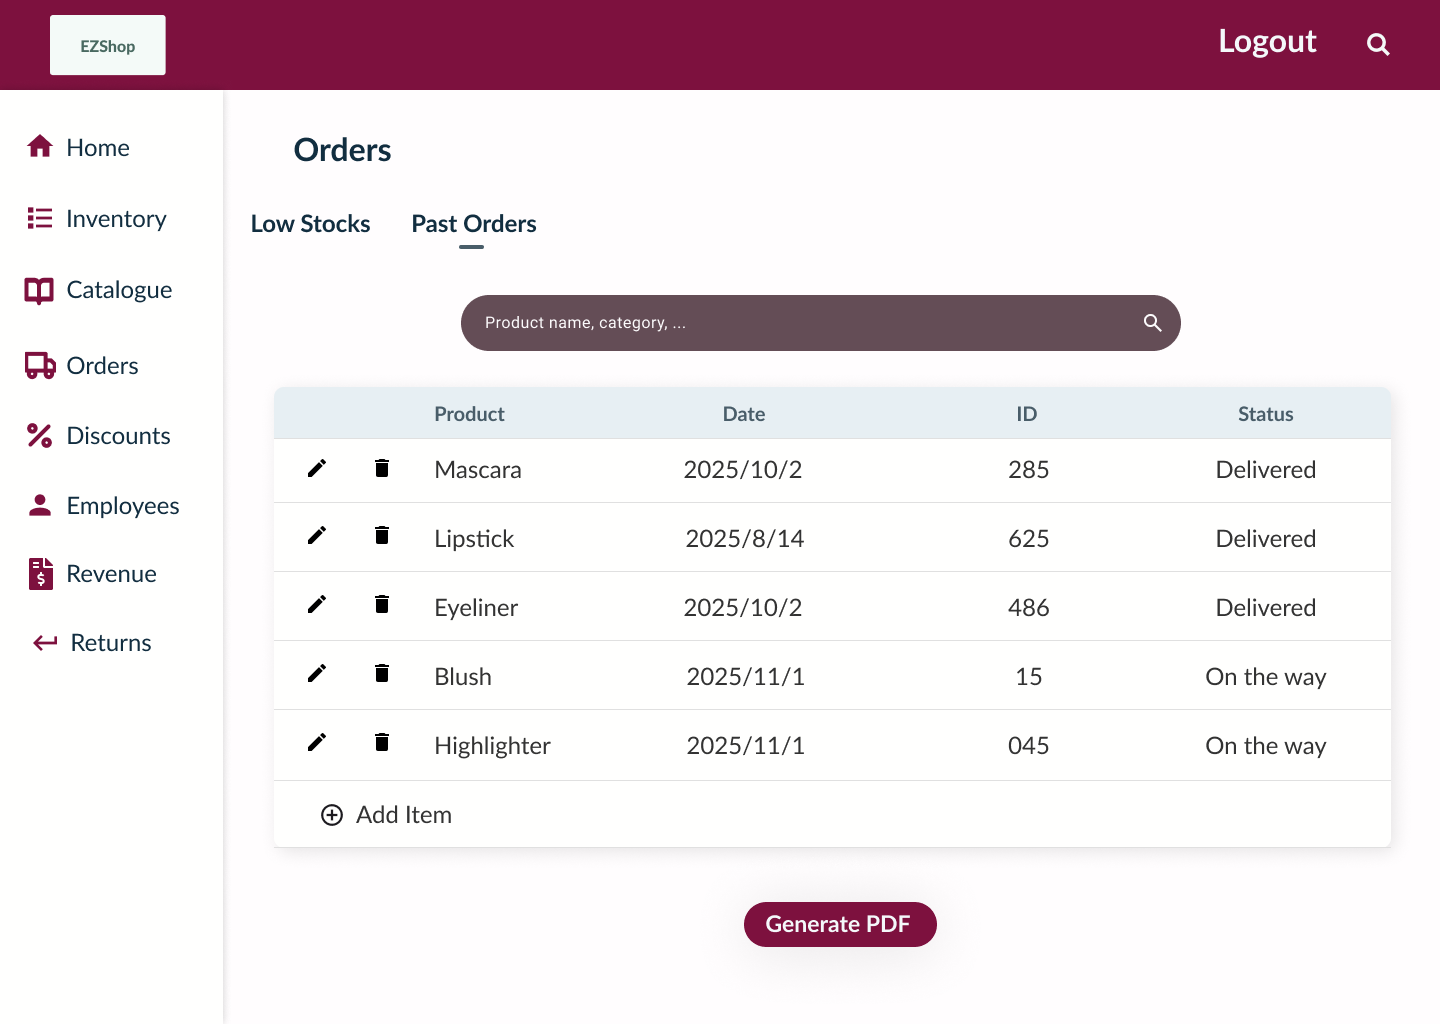 EZShop
Logout
Home
Inventory
Catalogue
Orders
Discounts
Employees
Revenue
Returns
Orders
Low Stocks Past Orders
Product name, category, ...
Product Date ID Status
Mascara 2025/10/2 285 Delivered
Lipstick 2025/8/14 625 Delivered
Eyeliner 2025/10/2 486 Delivered
Blush 2025/11/1 15 On the way
Highlighter 2025/11/1 045 On the way
Add Item
Generate PDF